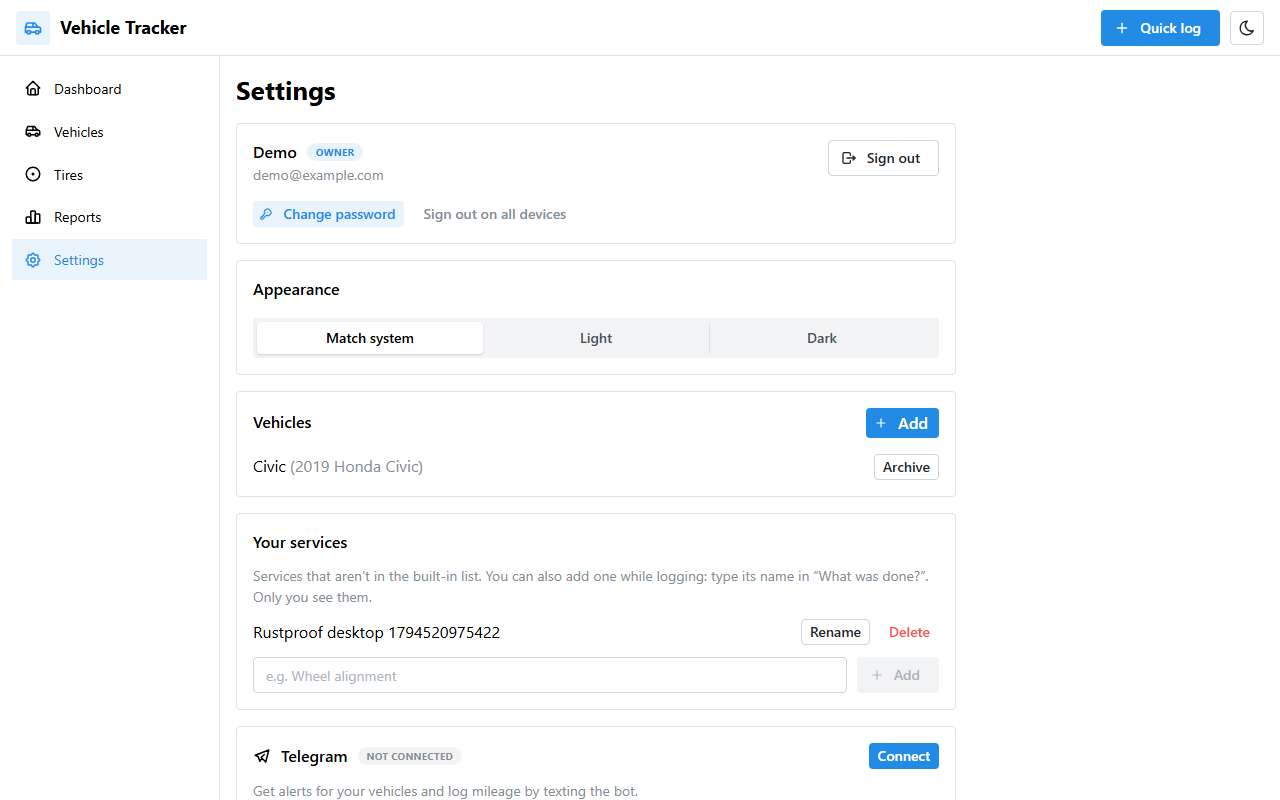 Vehicle Tracker
Quick log
Dashboard
Vehicles
Tires
Reports
Settings
Settings
Demo OWNER
demo@example.com
Sign out
Change password
Sign out on all devices
Appearance
Match system
Light
Dark
Vehicles
Add
Civic (2019 Honda Civic)
Archive
Your services
Services that aren't in the built-in list. You can also add one while logging: type its name in “What was done?”.
Only you see them.
Rustproof desktop 1794520975422
Rename
Delete
e.g. Wheel alignment
Add
Telegram NOT CONNECTED
Connect
Get alerts for your vehicles and log mileage by texting the bot.